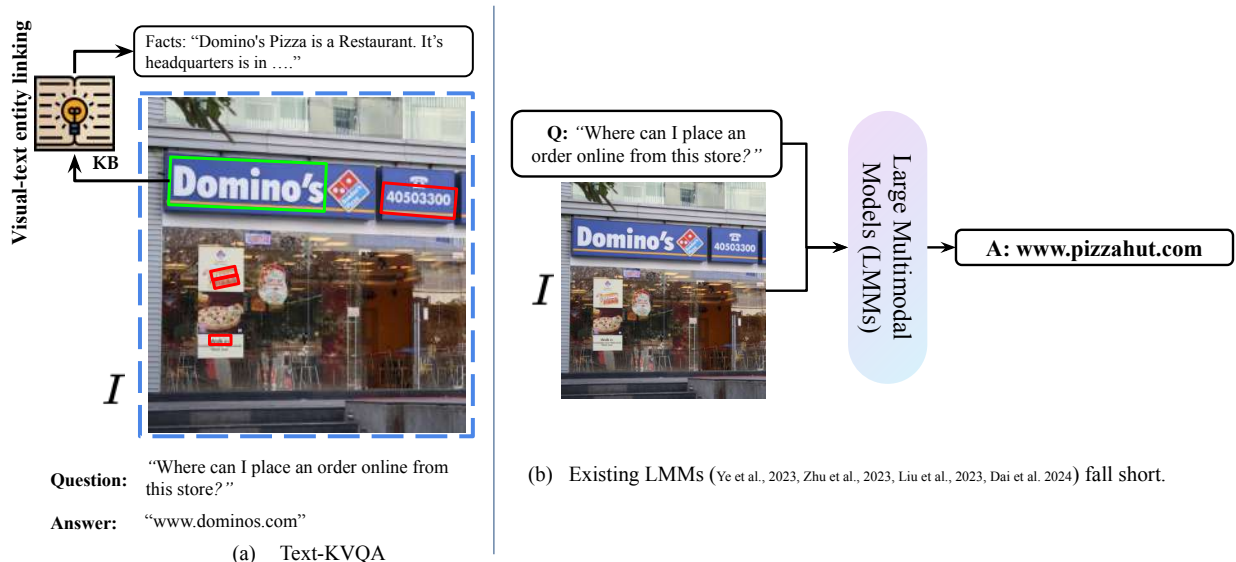 Visual-text entity linking
Facts: “Domino's Pizza is a Restaurant. It’s
headquarters is in ….”
KB
Domino's
40503300
I
Question:
“Where can I place an order online from
this store?”
Answer:
“www.dominos.com”
(a) Text-KVQA
Q: “Where can I place an
order online from this store?”
Domino's
40503300
I
Large Multimodal
Models (LMMs)
A: www.pizzahut.com
(b) Existing LMMs (Ye et al., 2023, Zhu et al., 2023, Liu et al., 2023, Dai et al. 2024) fall short.